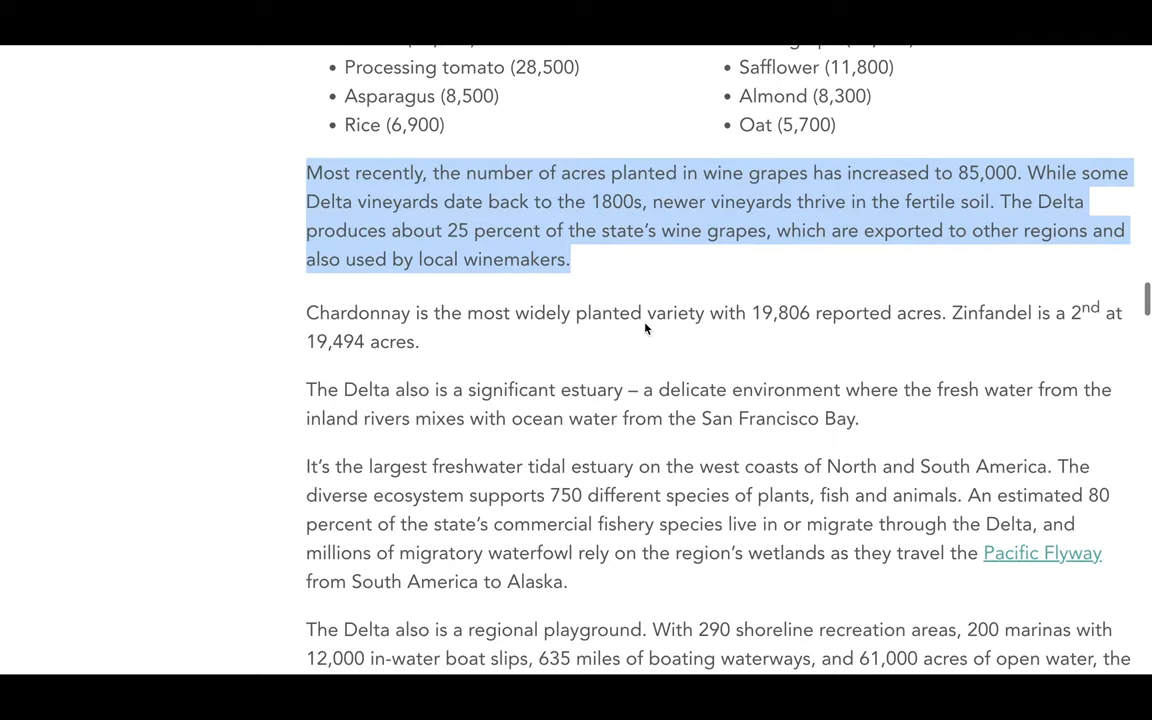 • Processing tomato (28,500)
• Safflower (11,800)
• Asparagus (8,500)
• Almond (8,300)
• Rice (6,900)
• Oat (5,700)
Most recently, the number of acres planted in wine grapes has increased to 85,000. While some
Delta vineyards date back to the 1800s, newer vineyards thrive in the fertile soil. The Delta
produces about 25 percent of the state’s wine grapes, which are exported to other regions and
also used by local winemakers.
Chardonnay is the most widely planted variety with 19,806 reported acres. Zinfandel is a 2nd at
19,494 acres.
The Delta also is a significant estuary – a delicate environment where the fresh water from the
inland rivers mixes with ocean water from the San Francisco Bay.
It’s the largest freshwater tidal estuary on the west coasts of North and South America. The
diverse ecosystem supports 750 different species of plants, fish and animals. An estimated 80
percent of the state’s commercial fishery species live in or migrate through the Delta, and
millions of migratory waterfowl rely on the region’s wetlands as they travel the Pacific Flyway
from South America to Alaska.
The Delta also is a regional playground. With 290 shoreline recreation areas, 200 marinas with
12,000 in-water boat slips, 635 miles of boating waterways, and 61,000 acres of open water, the